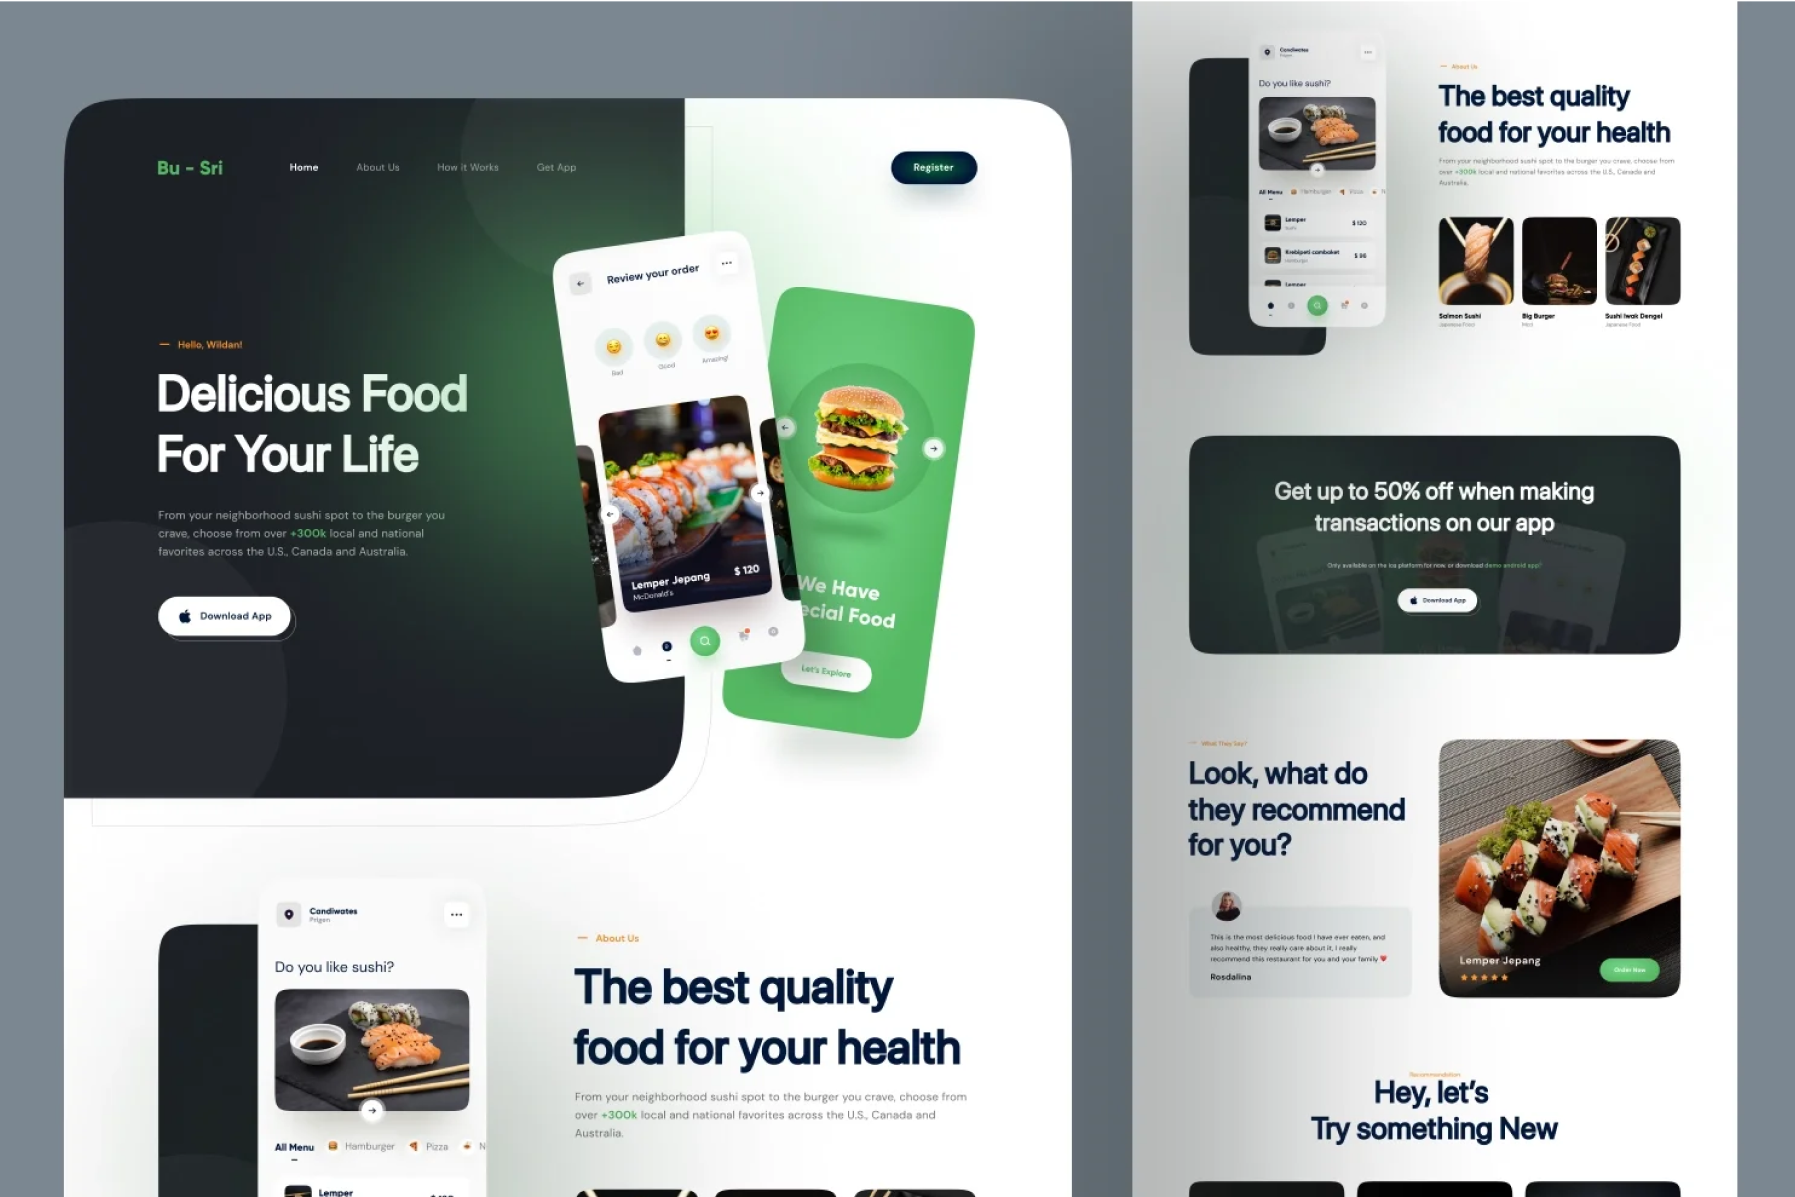 Bu - Sri
Home
About Us
How it Works
Get App
Register
Hello, Wildan!
Delicious Food
For Your Life
From your neighborhood sushi spot to the burger you
crave, choose from over +300k local and national
favorites across the U.S., Canada and Australia.
Download App
Review your order
Bad
Good
Amazing!
Lemper Jepang
$ 120
McDonald's
We Have
ecial Food
Let's Explore
Candiwates
Prigen
Do you like sushi?
All Menu
Hamburger
Pizza
N
Lemper
About Us
The best quality
food for your health
From your neighborhood sushi spot to the burger you crave, choose from
over +300k local and national favorites across the U.S., Canada and
Australia.
Candiwates
Prigen
Do you like sushi?
All Menu
Hamburger
Pizza
N
Lemper
sushi
$ 120
Krebipeti cambaket
Hamburger
$ 96
Lemper
About Us
The best quality
food for your health
From your neighborhood sushi spot to the burger you crave, choose from
over +300k local and national favorites across the U.S., Canada and
Australia.
Salmon Sushi
Japanese Food
Big Burger
Sushi Iwak Dengel
Japanese Food
Get up to 50% off when making
transactions on our app
Only available on the ios platform for now or download demo android app!
Download App
What They Say?
Look, what do
they recommend
for you?
This is the most delicious food I have ever eaten, and
also healthy, they really care about it, I really
recommend this restaurant for you and your family
Rosdalina
Lemper Jepang
Order Now
Recommendation
Hey, let's
Try something New